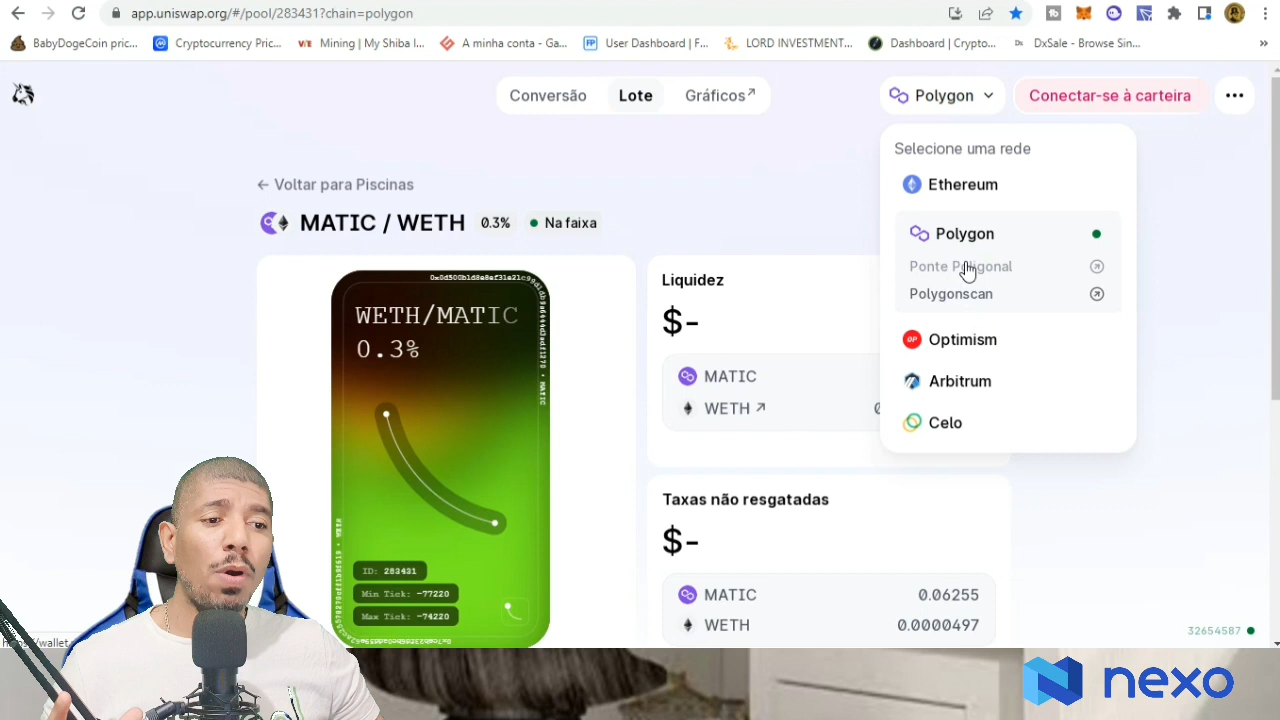 app.uniswap.org/#/pool/283431?chain=polygon
BabyDogeCoin pric...
Cryptocurrency Pric...
Mining | My Shiba I...
A minha conta - Ga...
User Dashboard | F...
LORD INVESTMENT...
Dashboard | Crypto...
DxSale - Browse Sin...
»
Conversão
Lote
Gráficos↗
Polygon
Conectar-se à carteira
Selecione uma rede
Ethereum
Polygon
Ponte Poligonal
Polygonscan
Optimism
Arbitrum
Celo
← Voltar para Piscinas
MATIC / WETH
0.3%
Na faixa
WETH/MATIC
0.3%
• MATIC
ID: 283431
Min Tick: -77220
Max Tick: -74220
Liquidez
$-
MATIC
WETH ↗
Taxas não resgatadas
$-
MATIC 0.06255
WETH 0.0000497
32654587
nexo